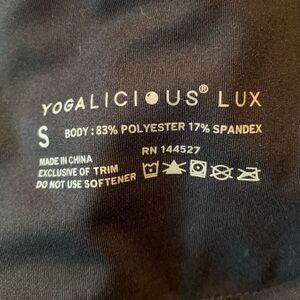 YOGALICIOUS® LUX
S BODY : 83% POLYESTER 17% SPANDEX
RN 144527
MADE IN CHINA
EXCLUSIVE OF TRIM
DO NOT USE SOFTENER